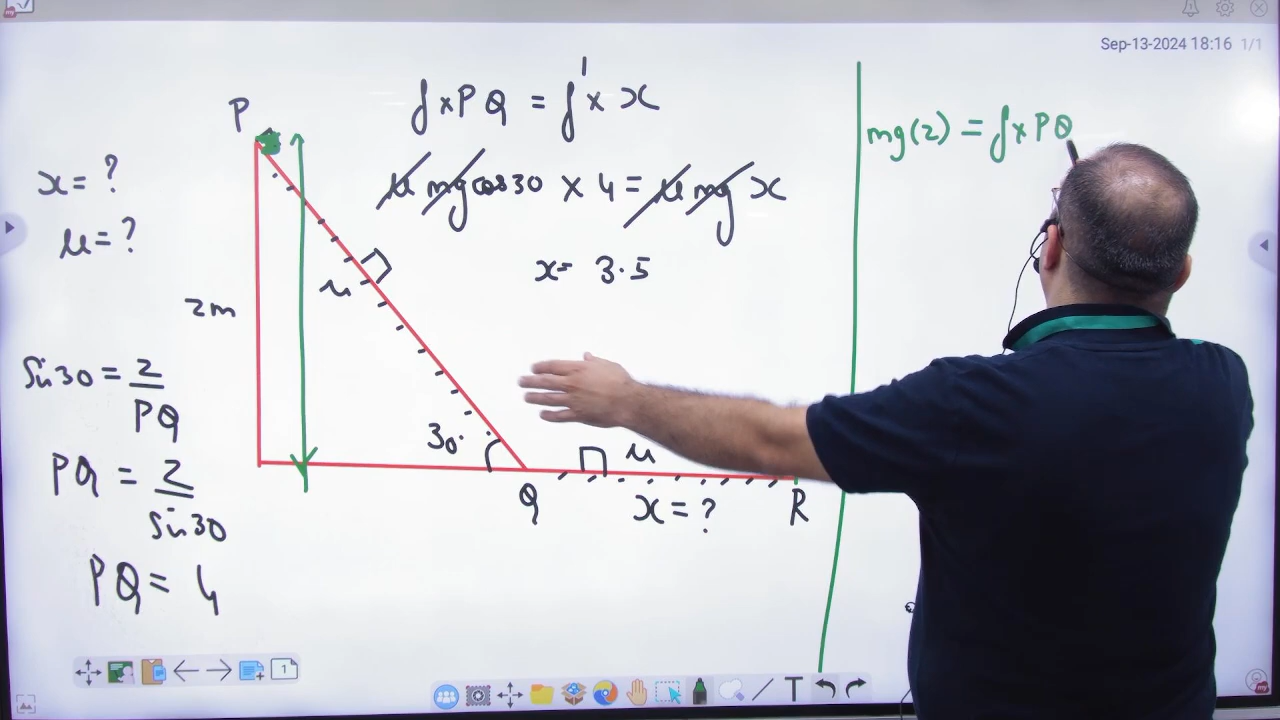 Sep-13-2024 18:16 1/1
f x PQ = f' x x
P
mg(2) = f x PQ
x = ?
μ mg cos30 x 4 = μ mg x
μ = ?
x = 3.5
μ
2m
Sin30 = 2/PQ
30°
μ
PQ = 2/Sin30
Q
x = ?
R
PQ = 4
1
T